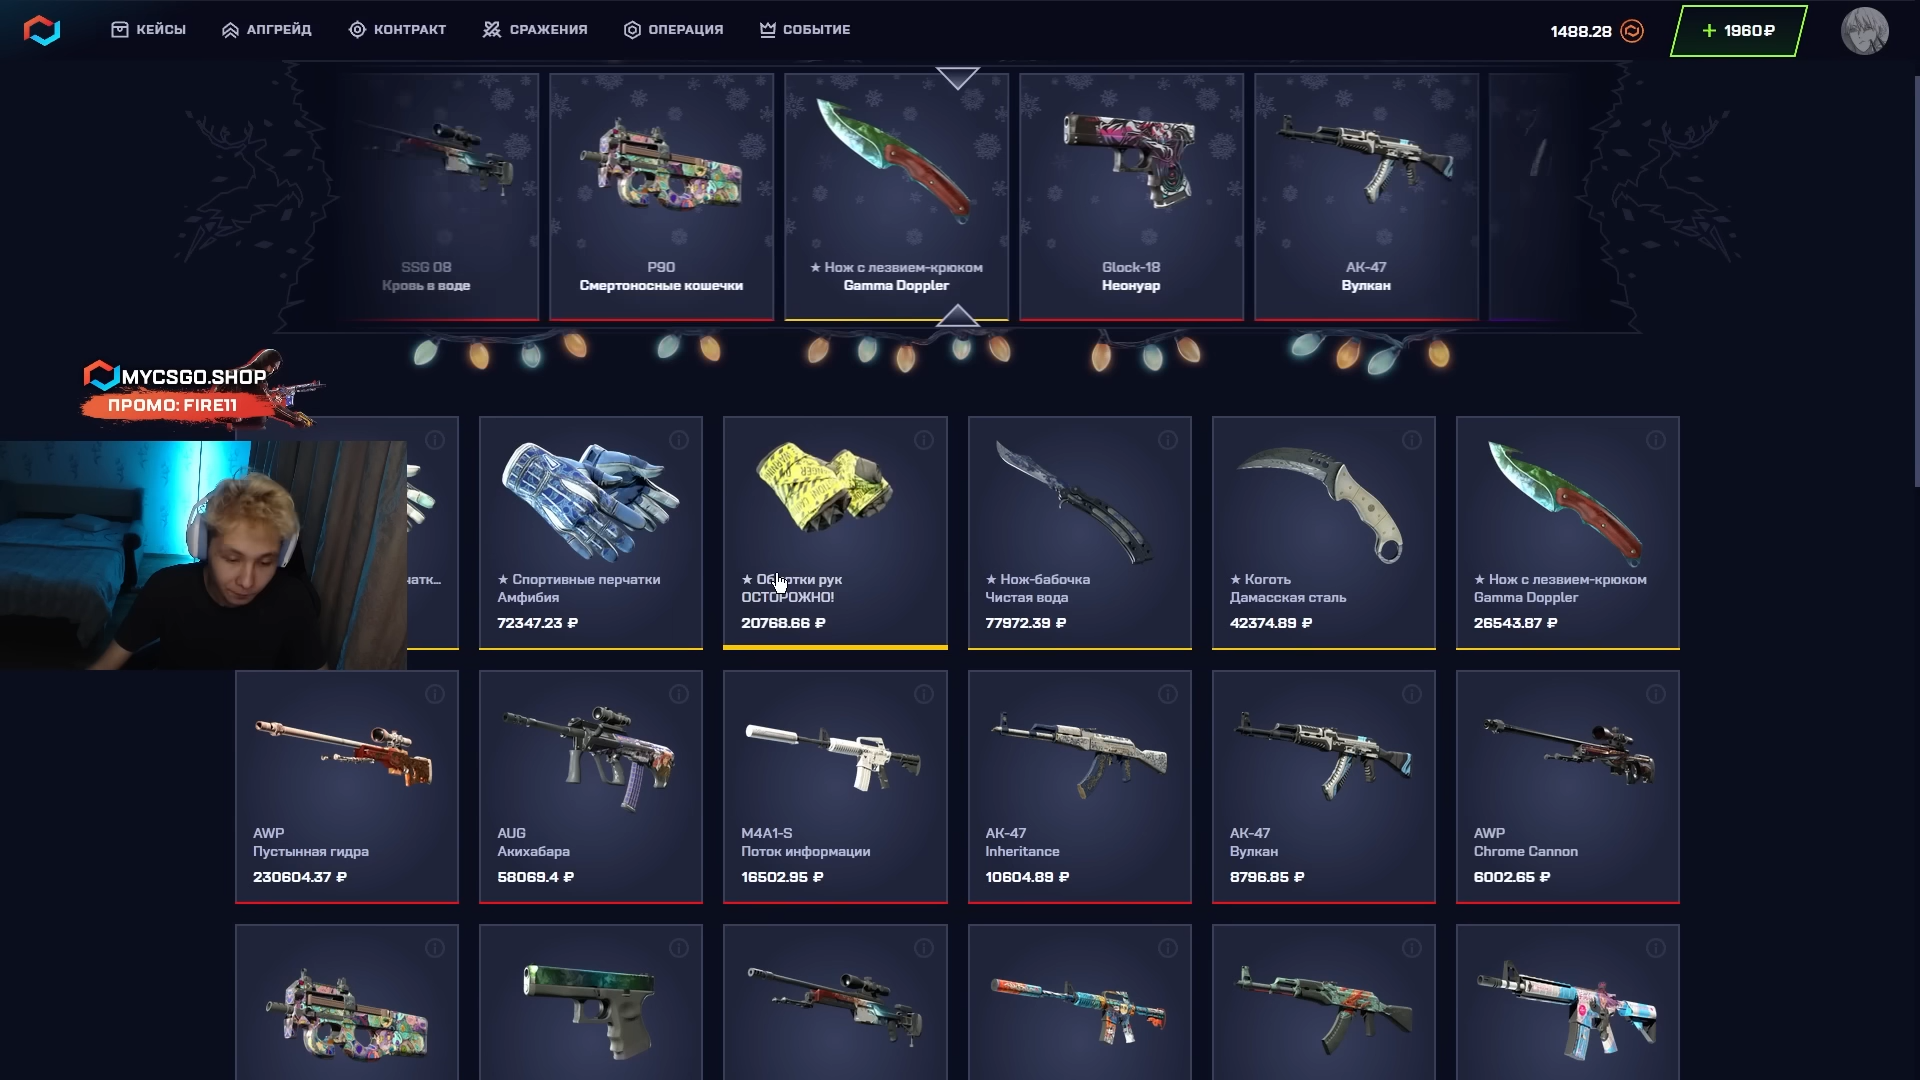 КЕЙСЫ
АПГРЕЙД
КОНТРАКТ
СРАЖЕНИЯ
ОПЕРАЦИЯ
СОБЫТИЕ
1488.28
+ 1960₽
SSG 08
Кровь в воде
P90
Смертоносные кошечки
★ Нож с лезвием-крюком
Gamma Doppler
Glock-18
Неонуар
AK-47
Вулкан
MYCSGO.SHOP
ПРОМО: FIRE11
★ Спортивные перчатки
Амфибия
72347.23 ₽
★ рук
ОСТОРОЖНО!
20768.66 ₽
★ Нож-бабочка
Чистая вода
77972.39 ₽
★ Коготь
Дамасская сталь
42374.89 ₽
★ Нож с лезвием-крюком
Gamma Doppler
26543.87 ₽
AWP
Пустынная гидра
230604.37 ₽
AUG
Акихабара
58069.4 ₽
M4A1-S
Поток информации
16502.95 ₽
AK-47
Inheritance
10604.89 ₽
AK-47
Вулкан
8796.85 ₽
AWP
Chrome Cannon
6002.65 ₽